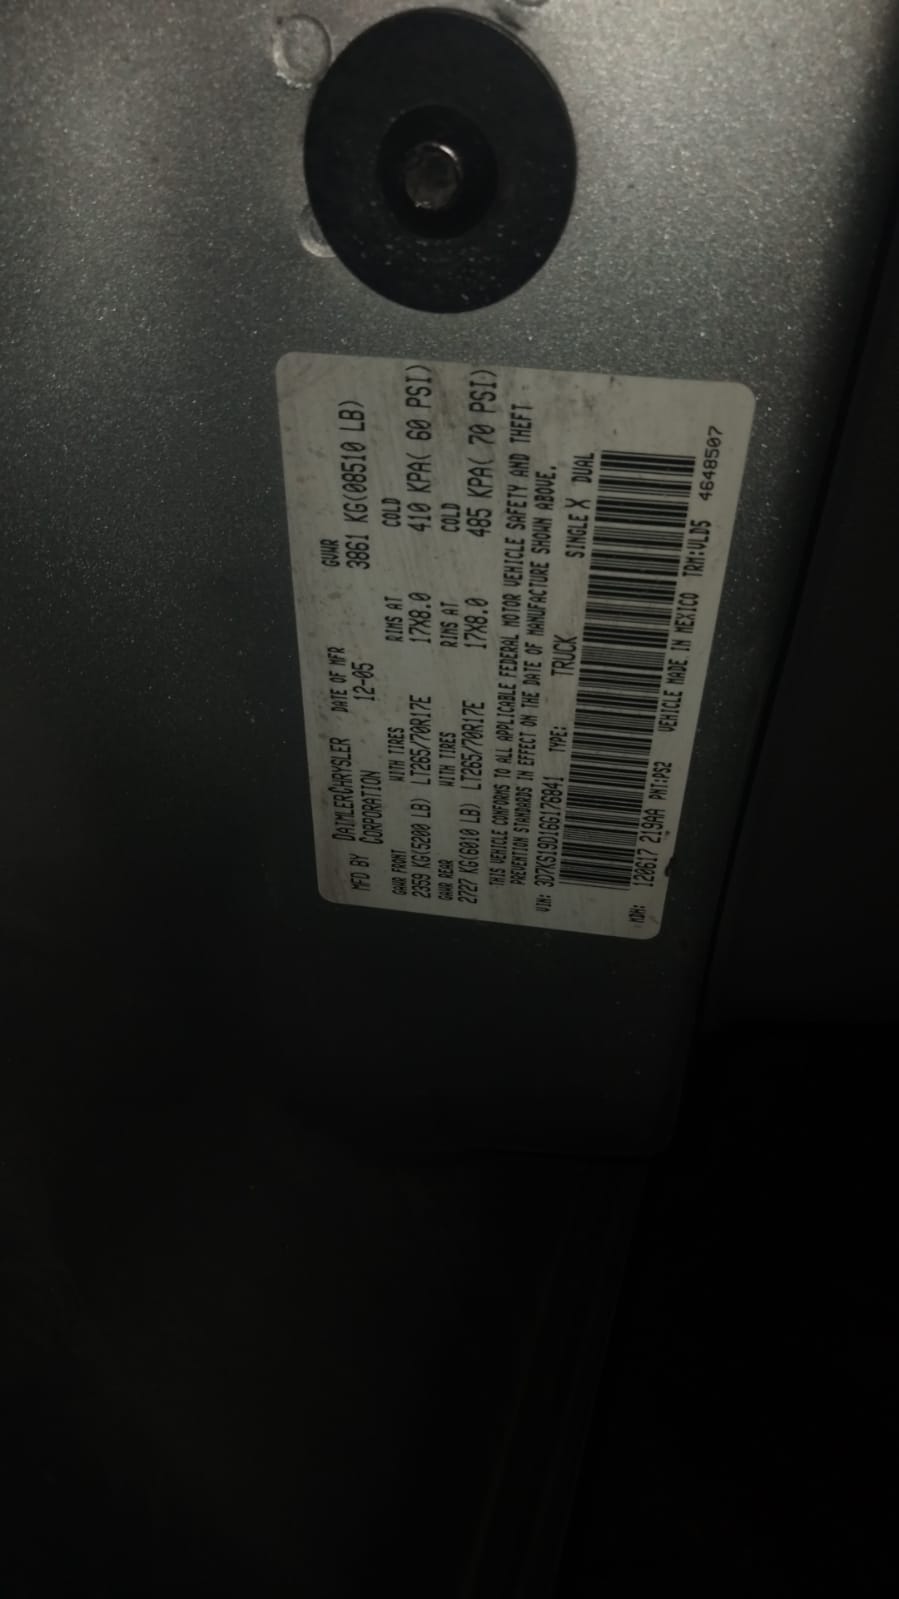 MFD BY DAIMLERCHRYSLER CORPORATION DATE OF MFR 12-05 GVWR 3861 KG(08510 LB)
GAWR FRONT WITH TIRES RIMS AT COLD
2359 KG(5200 LB) LT265/70R17E 17X8.0 410 KPA( 60 PSI)
GAWR REAR WITH TIRES RIMS AT COLD
2727 KG(6010 LB) LT265/70R17E 17X8.0 485 KPA( 70 PSI)
THIS VEHICLE CONFORMS TO ALL APPLICABLE FEDERAL MOTOR VEHICLE SAFETY AND THEFT
PREVENTION STANDARDS IN EFFECT ON THE DATE OF MANUFACTURE SHOWN ABOVE.
VIN: 3D7KS19D16G176841 TYPE: TRUCK SINGLE X DUAL
MDH: 120617 219AA PNT:PS2 VEHICLE MADE IN MEXICO TRM:VLD5 4648507